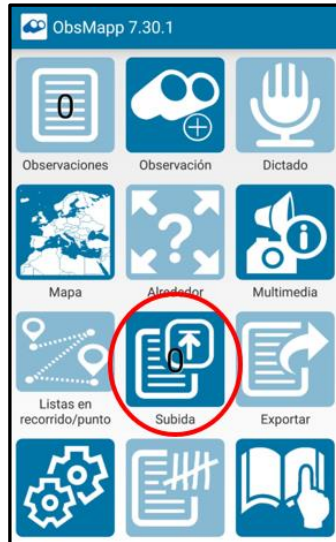 ObsMapp 7.30.1
0
Observaciones
Observación
Dictado
Mapa
Alrededor
Multimedia
0
Listas en
recorrido/punto
Subida
Exportar